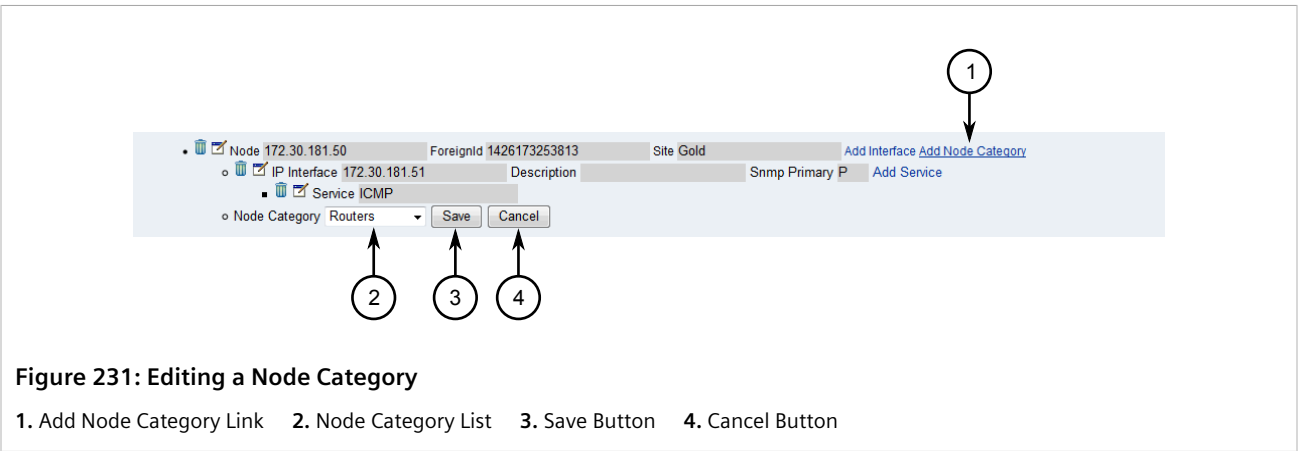 1
Node 172.30.181.50 ForeignId 1426173253813 Site Gold Add Interface Add Node Category
IP Interface 172.30.181.51 Description Snmp Primary P Add Service
Service ICMP
Node Category Routers Save Cancel
2 3 4
Figure 231: Editing a Node Category
1. Add Node Category Link 2. Node Category List 3. Save Button 4. Cancel Button